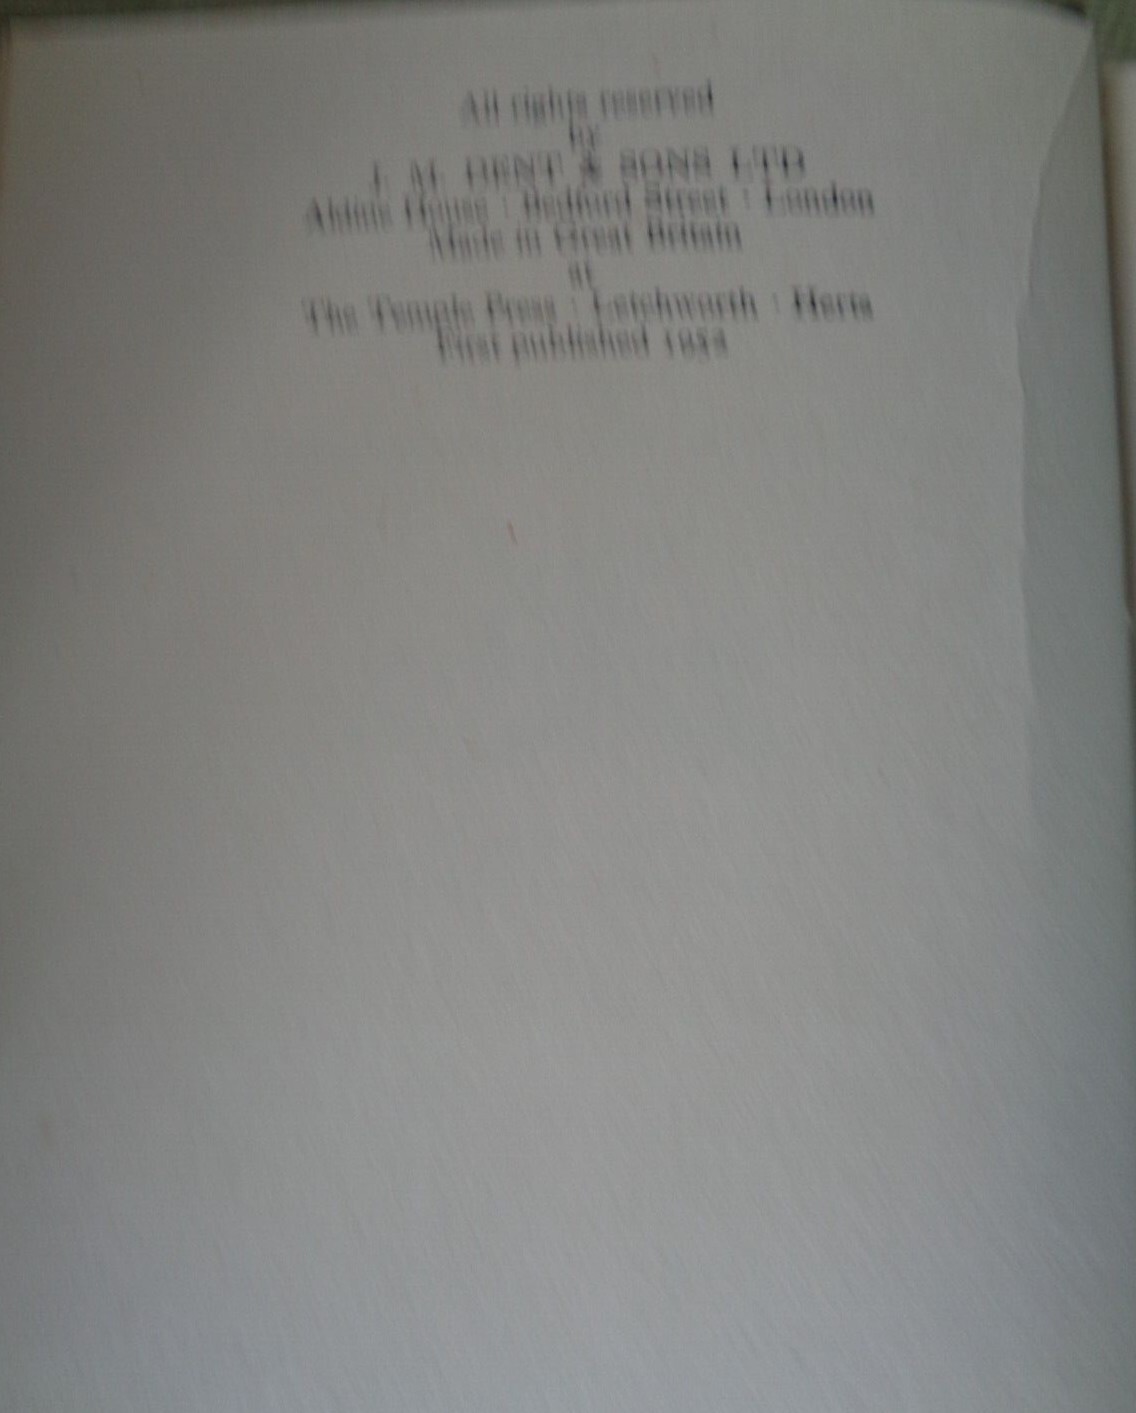 All rights reserved
by
J. M. DENT & SONS LTD
Aldine House · Bedford Street · London
Made in Great Britain
at
The Temple Press · Letchworth · Herts
First published